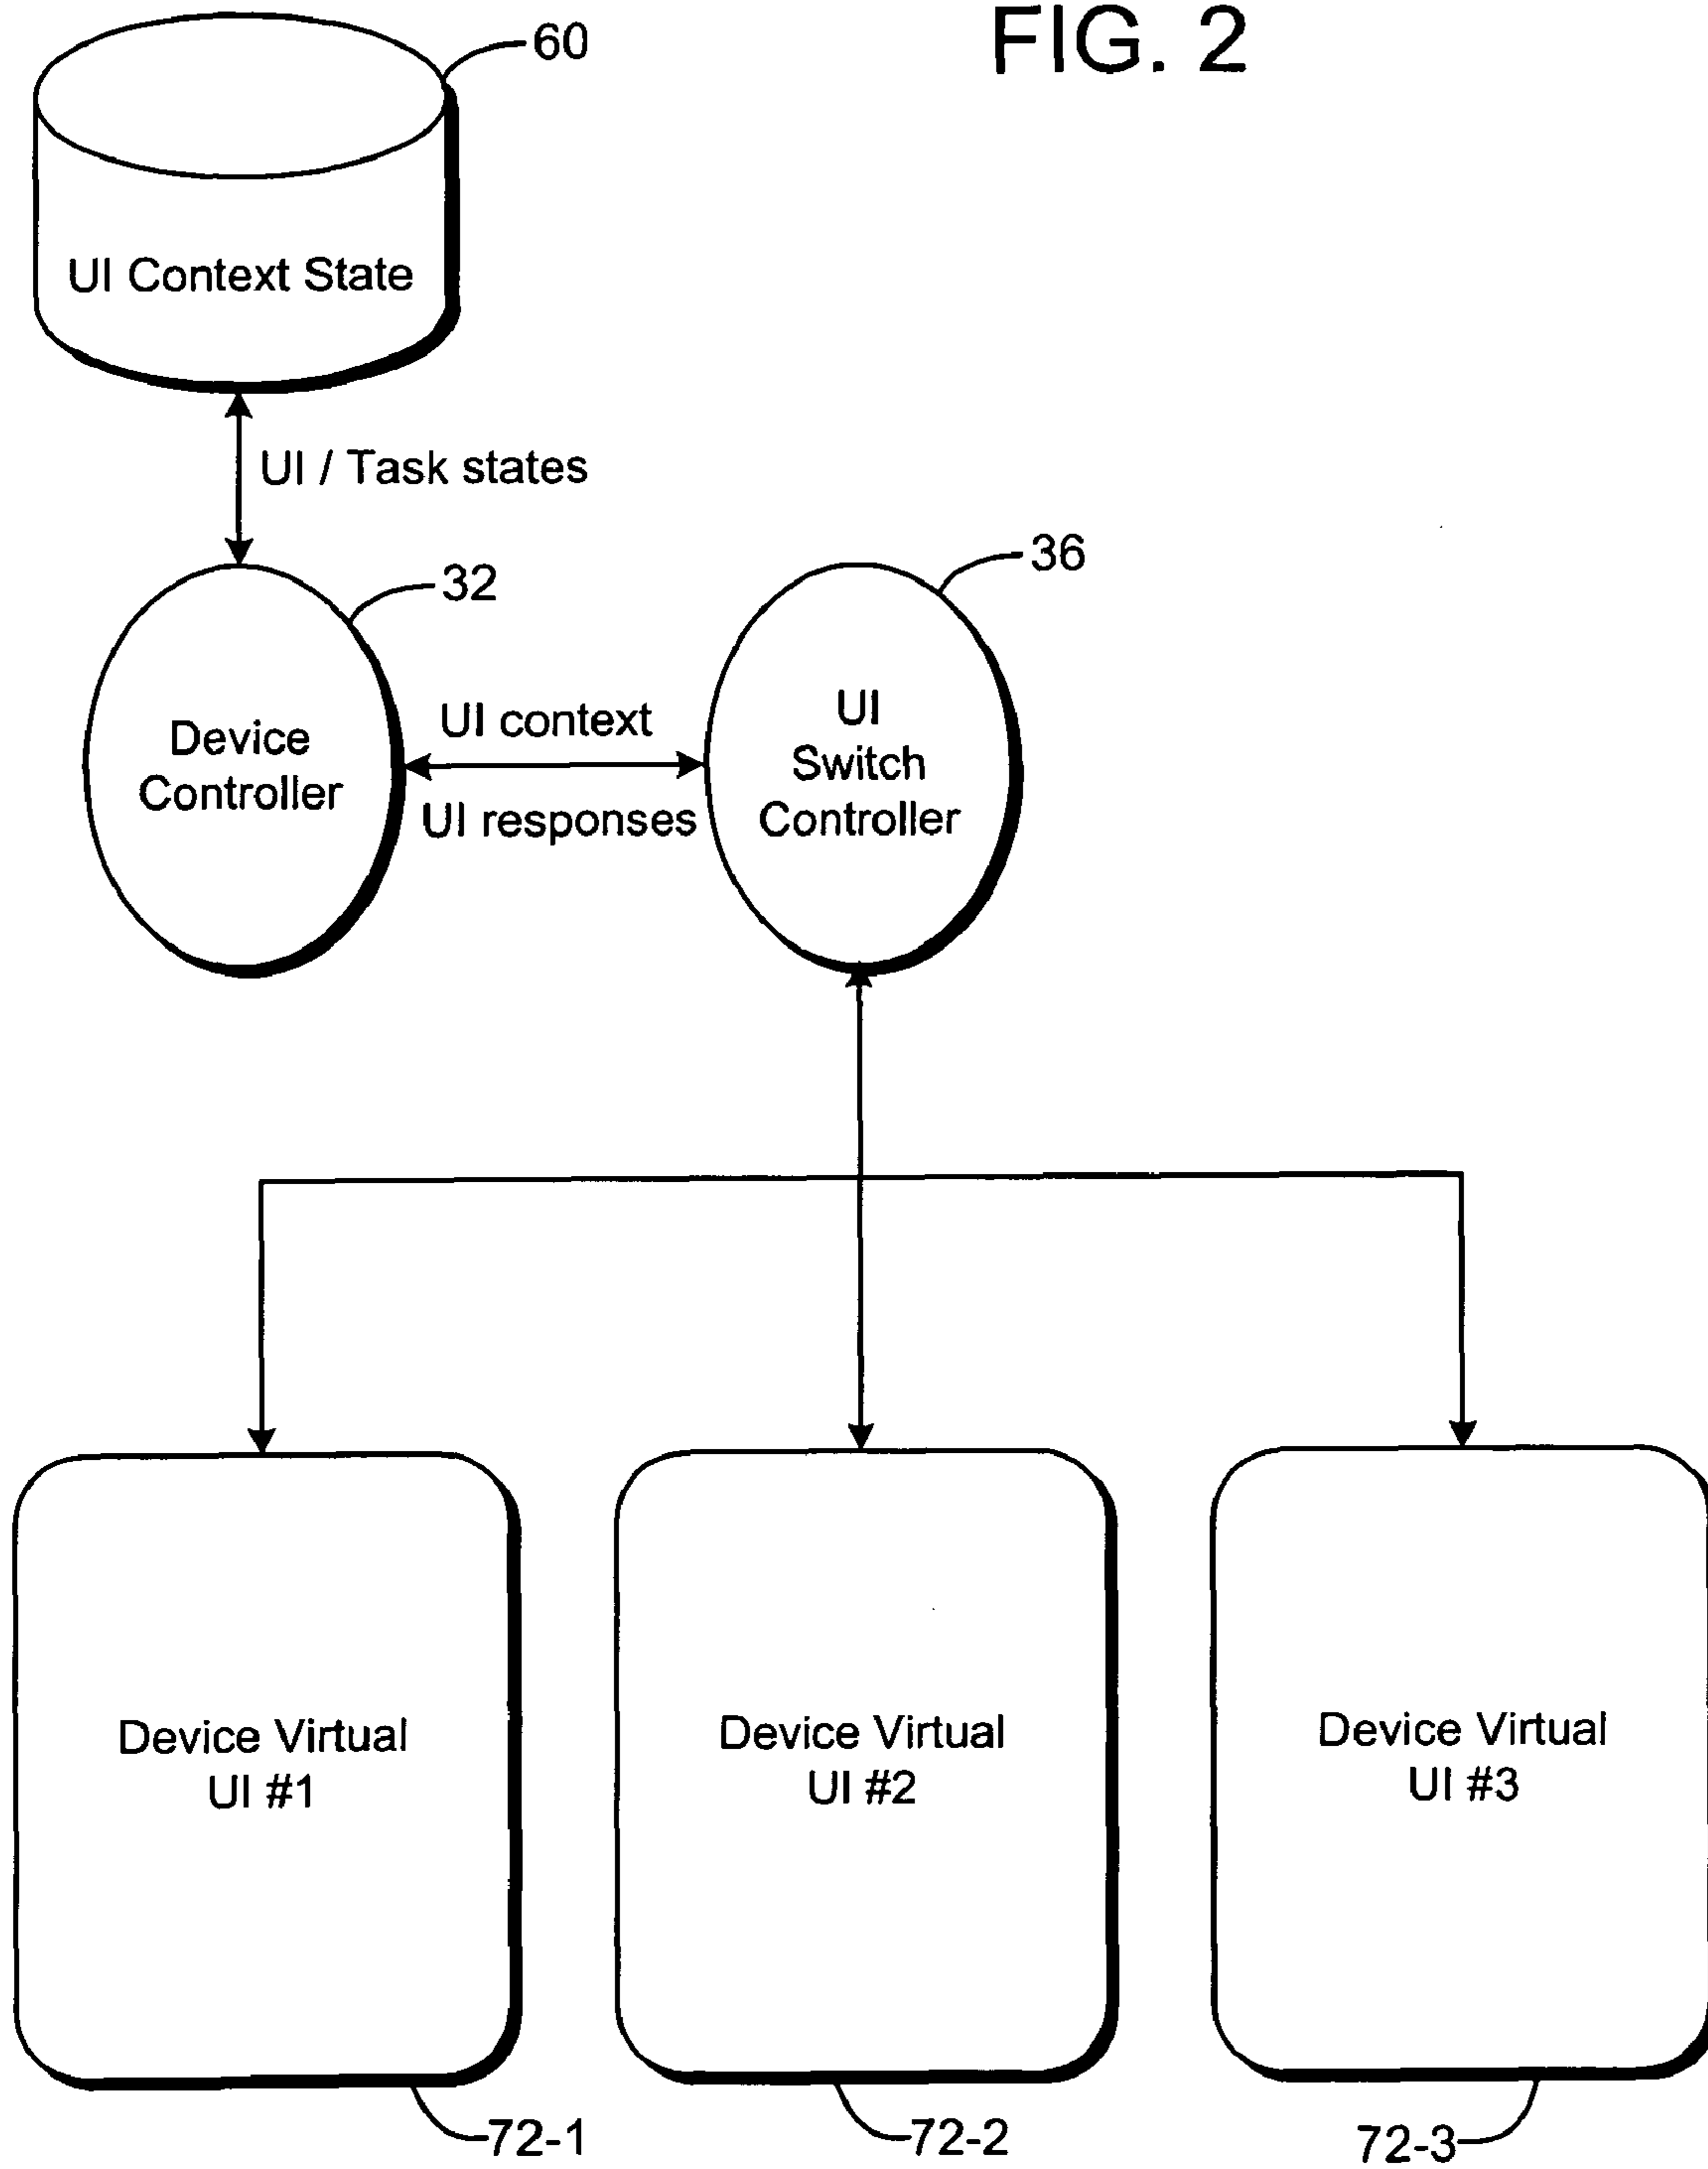 FIG. 2
60
UI Context State
UI / Task states
32
36
Device
Controller
UI context
UI responses
UI
Switch
Controller
Device Virtual
UI #1
Device Virtual
UI #2
Device Virtual
UI #3
72-1
72-2
72-3